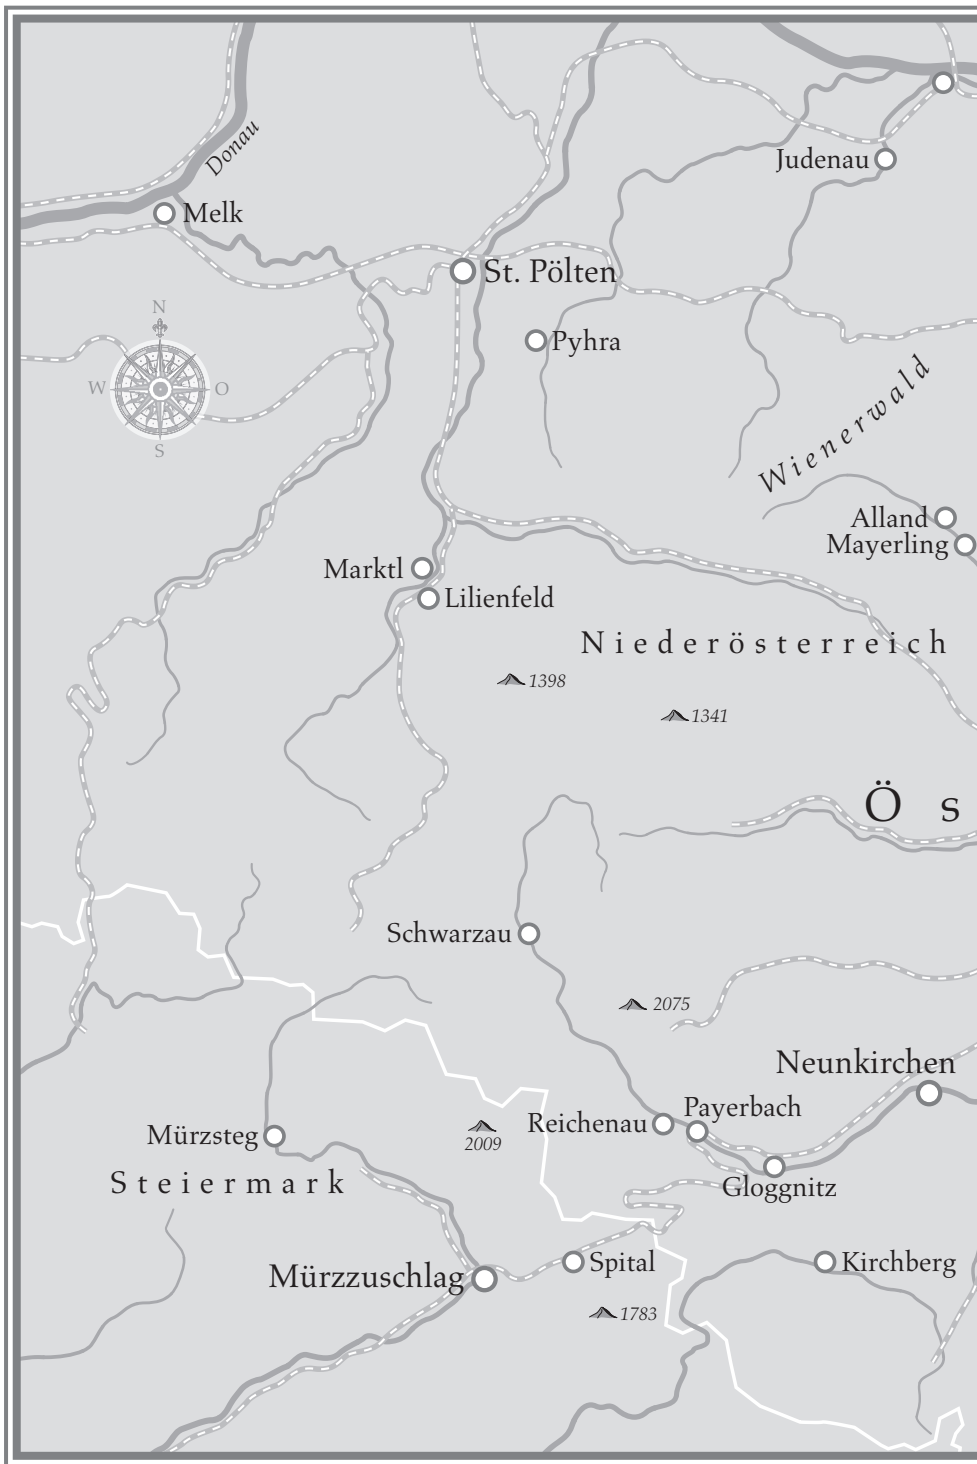 Donau
Judenau
Melk
St. Pölten
N
W
O
S
Pyhra
Wienerwald
Alland
Mayerling
Marktl
Lilienfeld
Niederösterreich
1398
1341
Ö s
Schwarzau
2075
Neunkirchen
Payerbach
Reichenau
Mürzsteg
2009
Steiermark
Gloggnitz
Mürzzuschlag
Spital
Kirchberg
1783